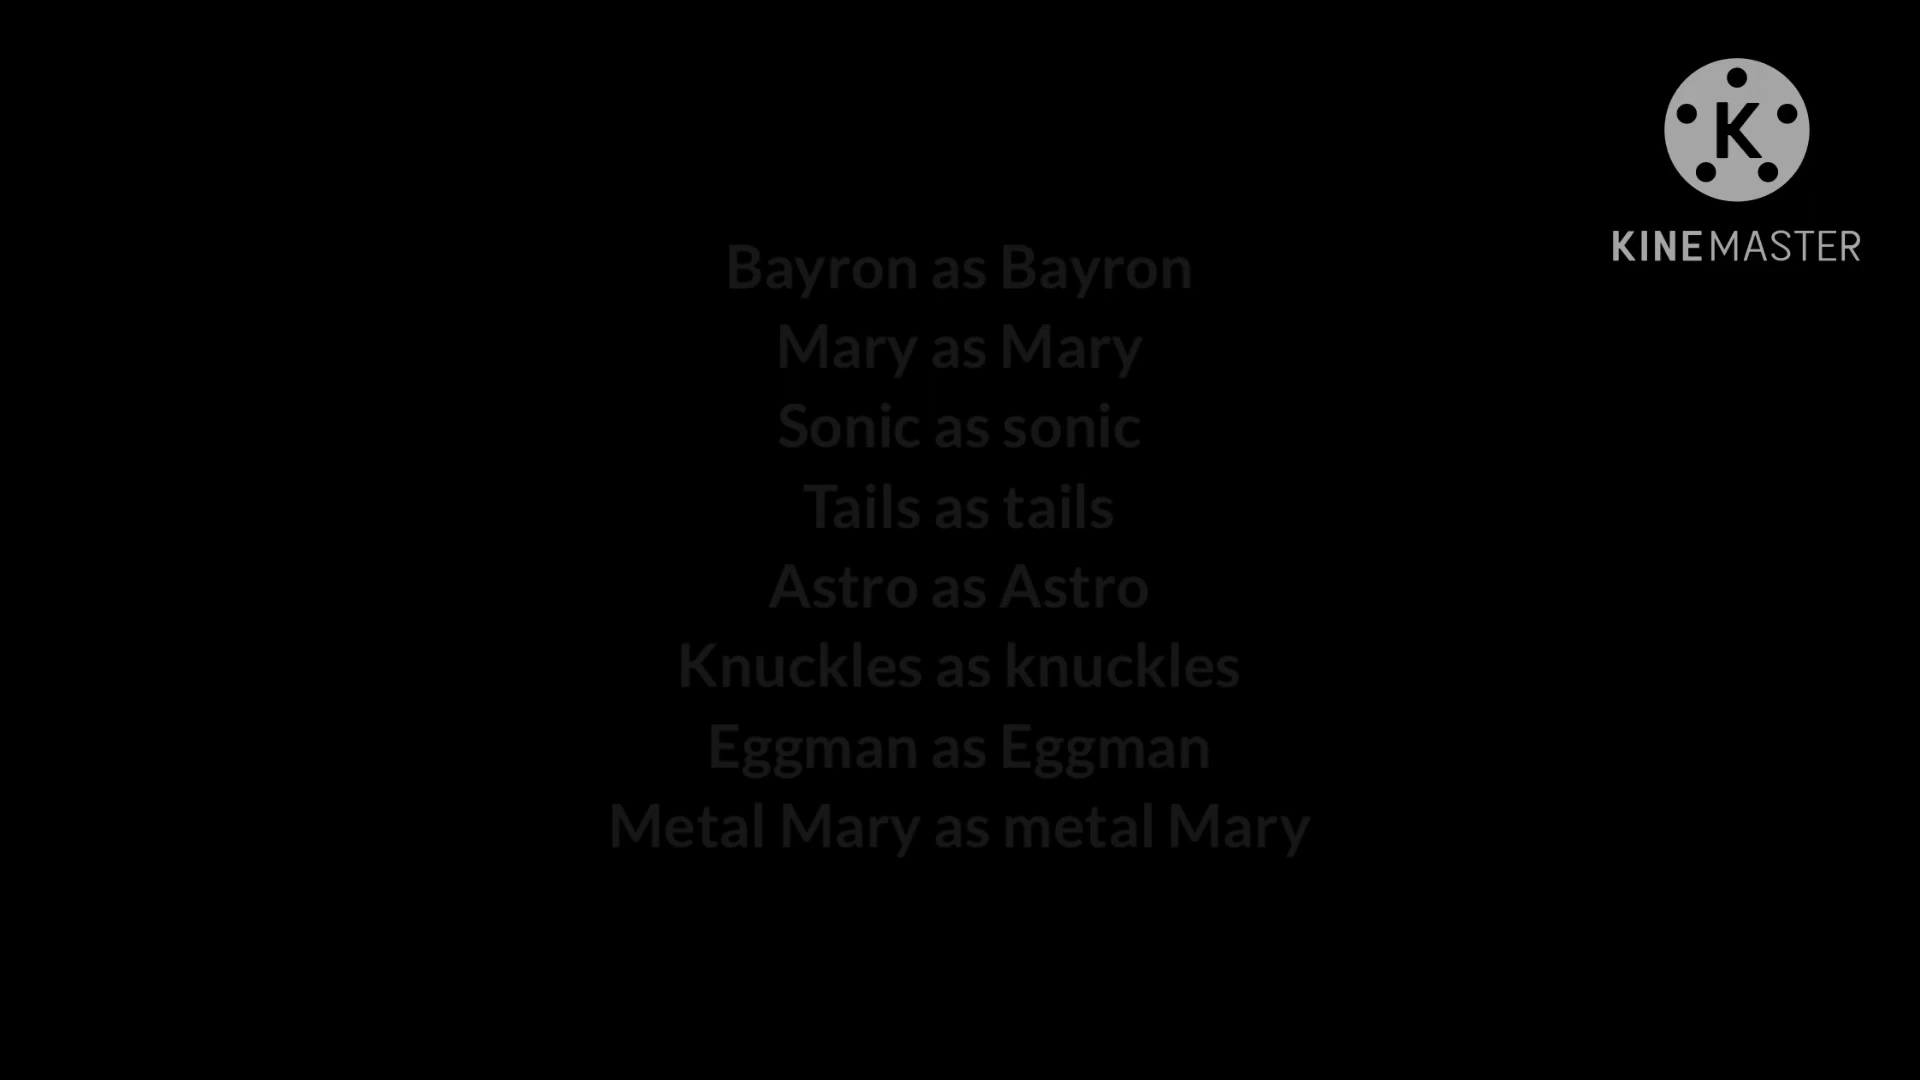 K
KINEMASTER
Bayron as Bayron
Mary as Mary
Sonic as sonic
Tails as tails
Astro as Astro
Knuckles as knuckles
Eggman as Eggman
Metal Mary as metal Mary